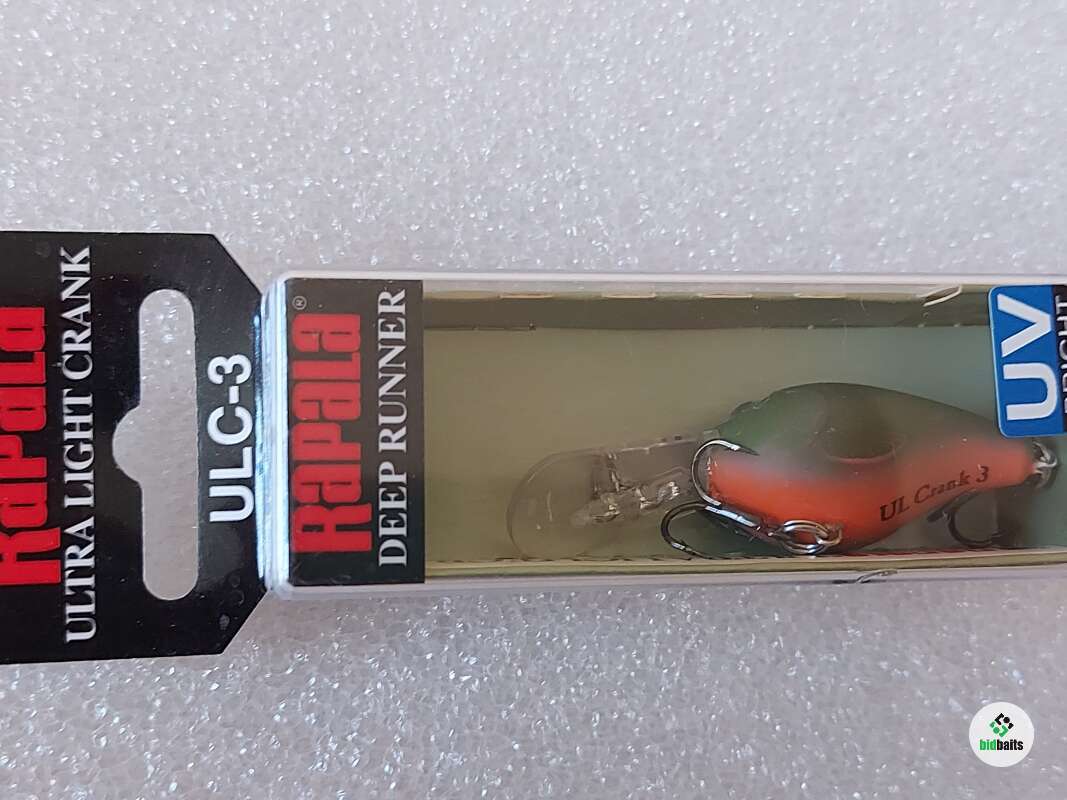 Rapala
ULTRA LIGHT CRANK
ULC-3
Rapala®
DEEP RUNNER
UL Crank 3
UV
bidbaits